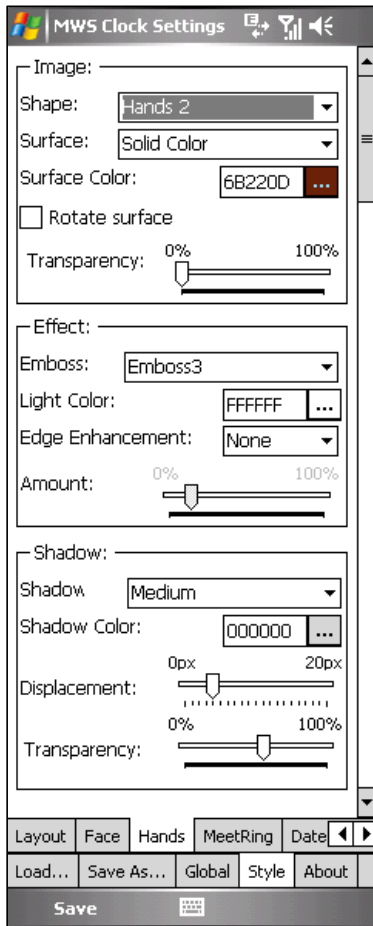 MWS Clock Settings
Image:
Shape: Hands 2
Surface: Solid Color
Surface Color: 6B220D ...
Rotate surface
0% 100%
Transparency:
Effect:
Emboss: Emboss3
Light Color: FFFFFF ...
Edge Enhancement: None
0% 100%
Amount:
Shadow:
Shadow Medium
Shadow Color: 000000 ...
0px 20px
Displacement:
0% 100%
Transparency:
Layout Face Hands MeetRing Date
Load... Save As... Global Style About
Save